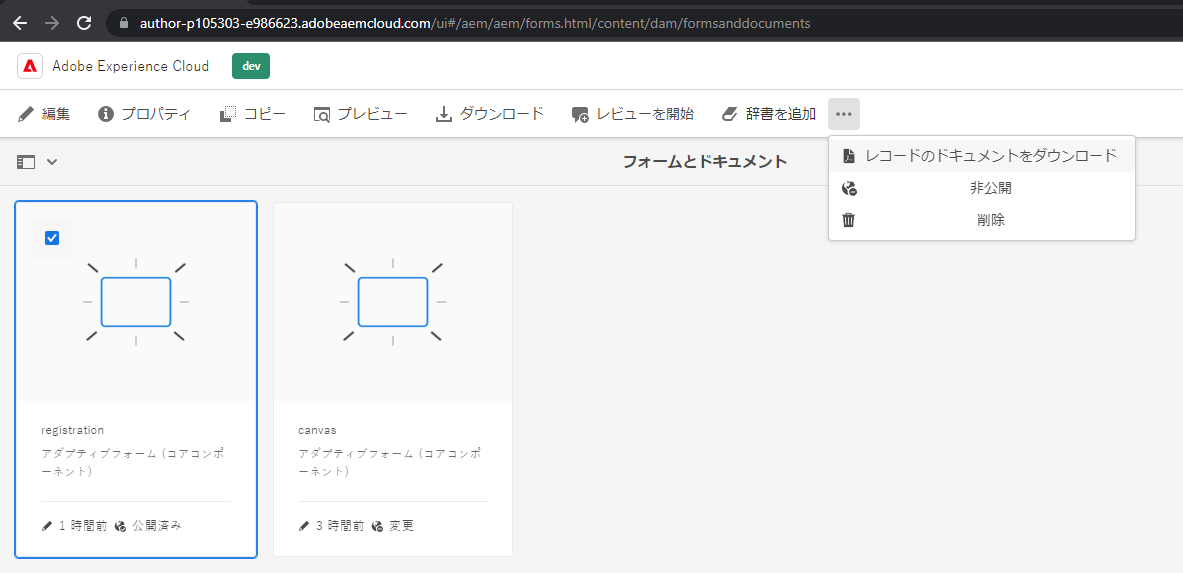 author-p105303-e986623.adobeaemcloud.com/ui#/aem/aem/forms.html/content/dam/formsanddocuments
Adobe Experience Cloud dev
編集 プロパティ コピー プレビュー ダウンロード レビューを開始 辞書を追加
レコードのドキュメントをダウンロード
フォームとドキュメント
非公開
削除
registration
アダプティブフォーム (コアコンポ
ーネント)
1 時間前 公開済み
canvas
アダプティブフォーム (コアコンポ
ーネント)
3 時間前 変更